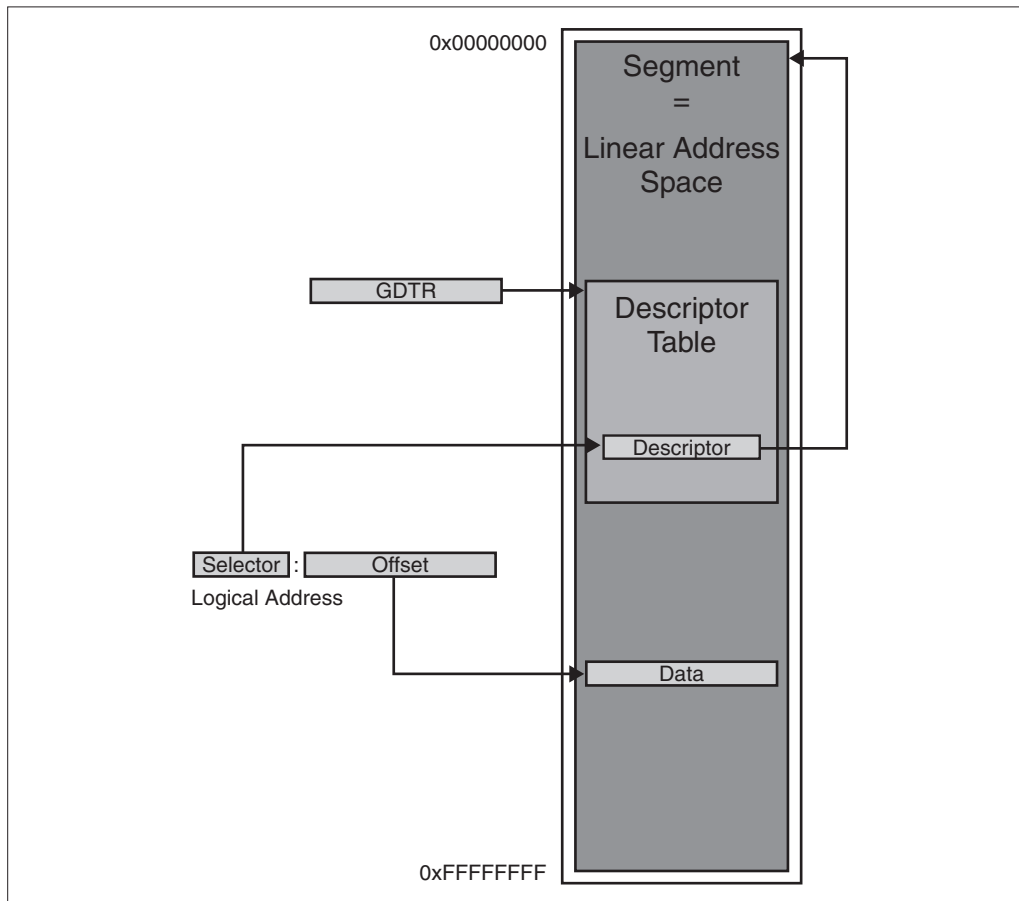 0x00000000
Segment
=
Linear Address
Space
GDTR
Descriptor
Table
Descriptor
Selector : Offset
Logical Address
Data
0xFFFFFFFF